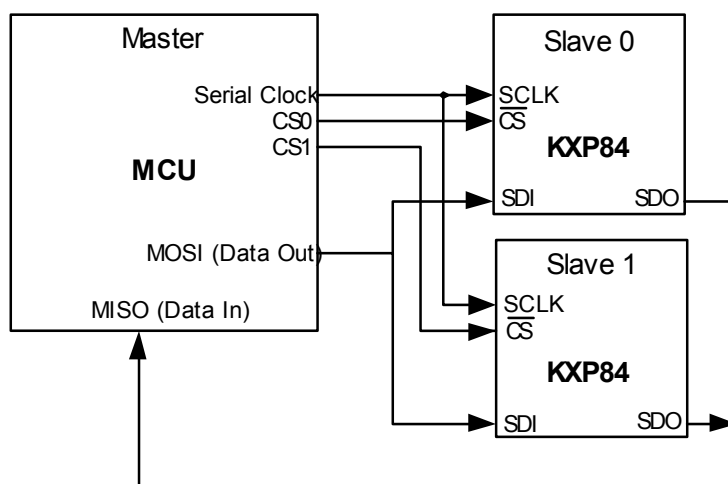 Master
Serial Clock
CS0
CS1
MCU
MOSI (Data Out)
MISO (Data In)
Slave 0
SCLK
CS
KXP84
SDI SDO
Slave 1
SCLK
CS
KXP84
SDI SDO